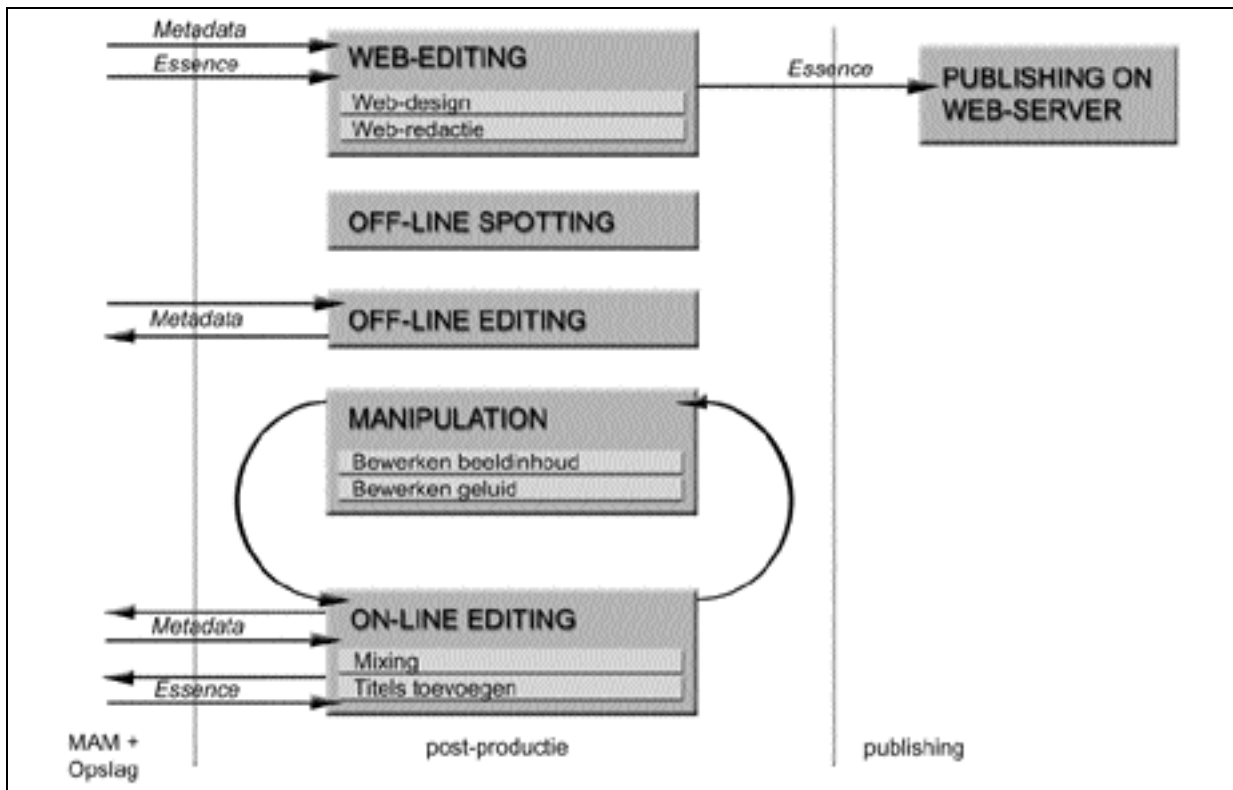 Metadata
Essence
WEB-EDITING
Web-design
Web-redactie
Essence
PUBLISHING ON
WEB-SERVER
OFF-LINE SPOTTING
Metadata
OFF-LINE EDITING
MANIPULATION
Bewerken beeldinhoud
Bewerken geluid
Metadata
Essence
ON-LINE EDITING
Mixing
Titels toevoegen
MAM +
Opslag
post-productie
publishing